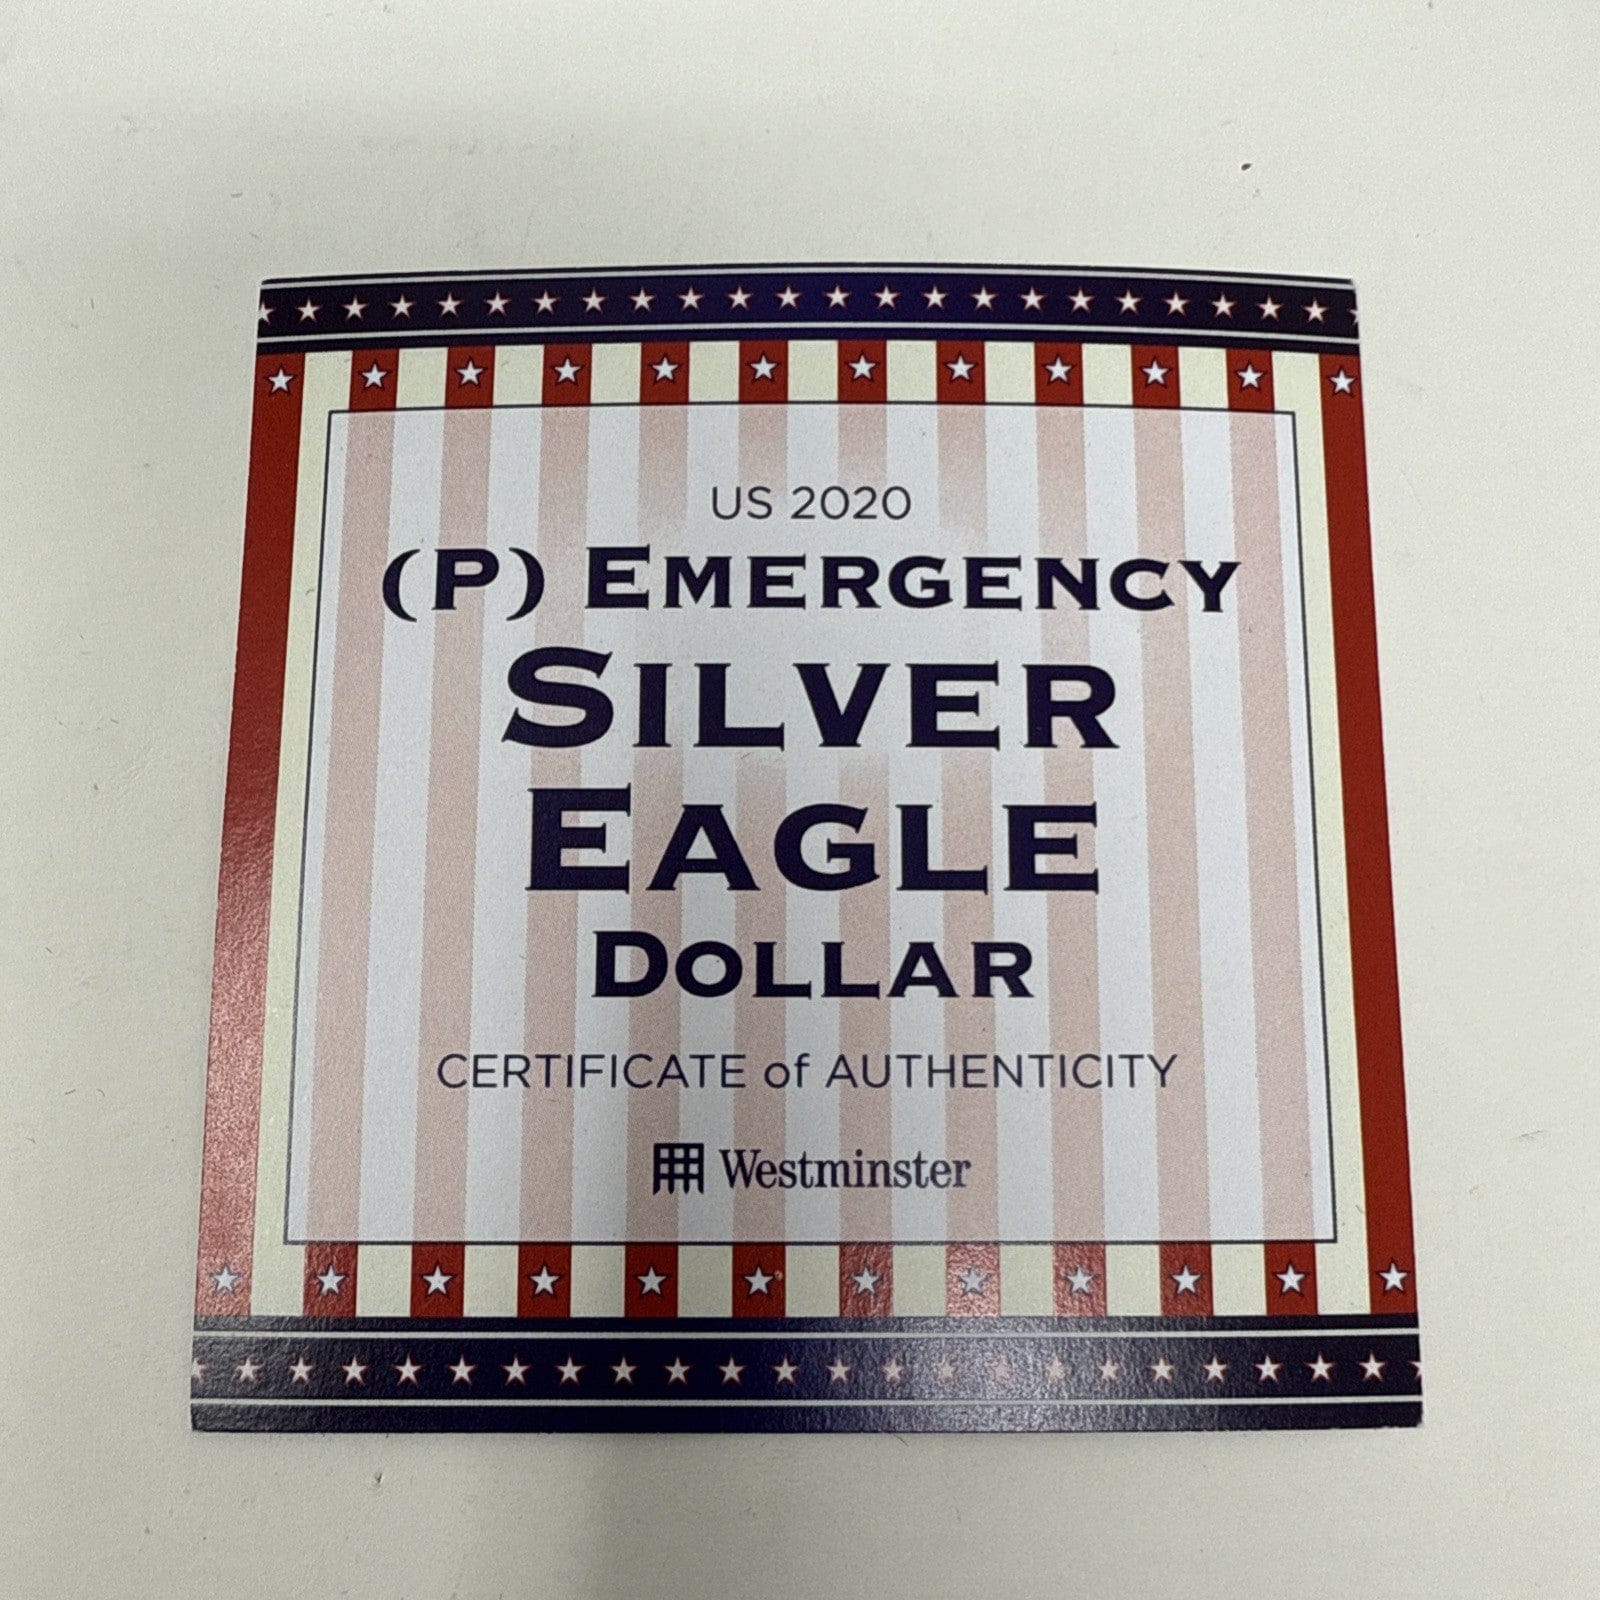 US 2020
(P) EMERGENCY
SILVER
EAGLE
DOLLAR
CERTIFICATE of AUTHENTICITY
Westminster